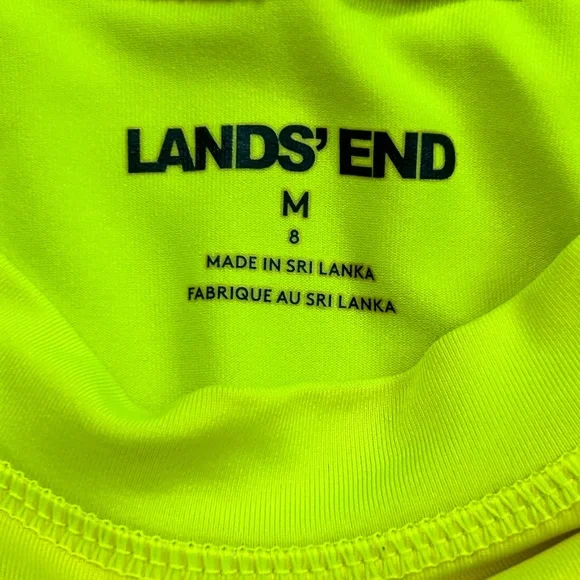 LANDS' END
M
8
MADE IN SRI LANKA
FABRIQUE AU SRI LANKA